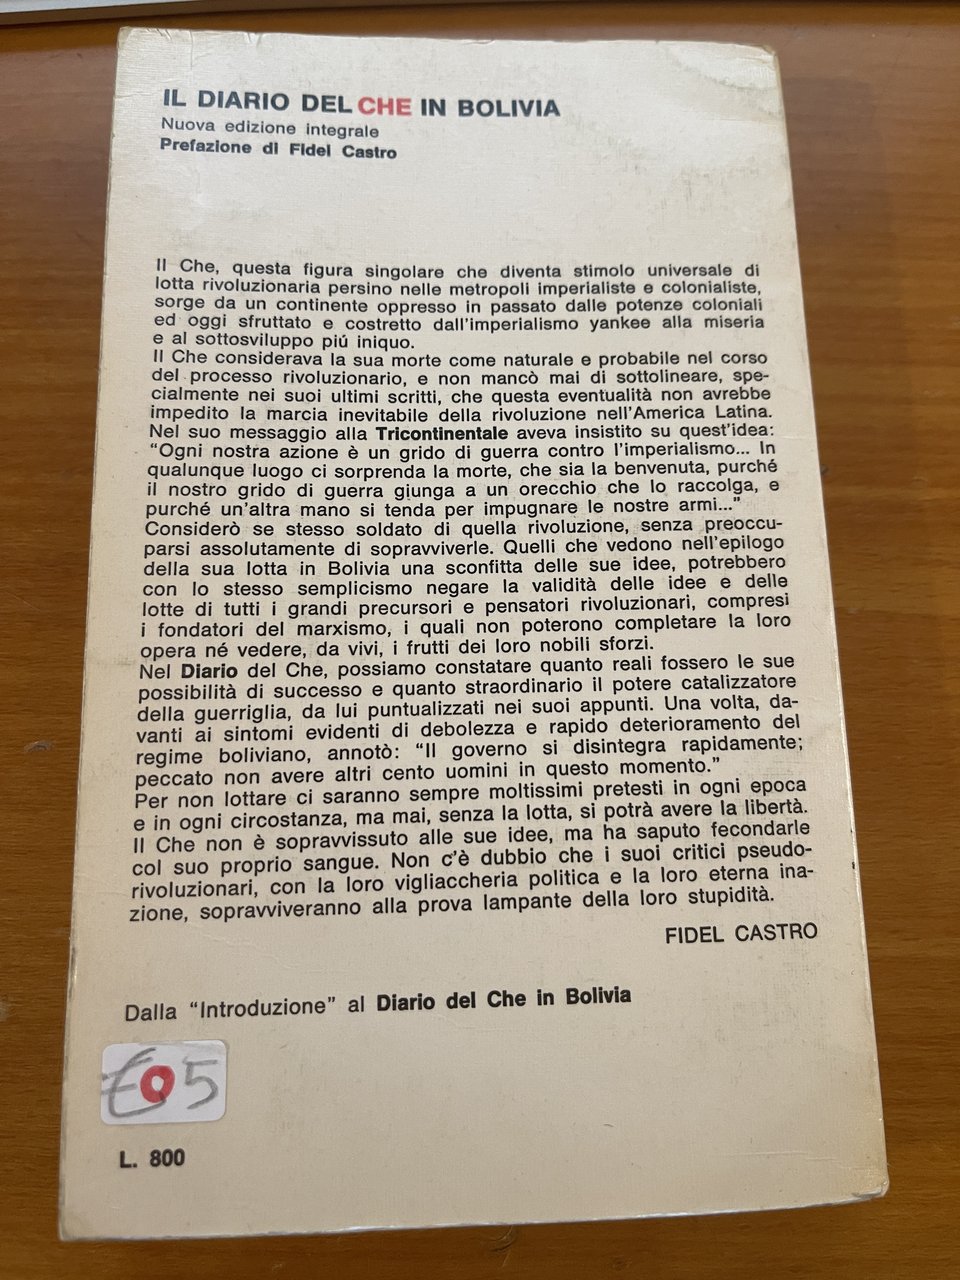 IL DIARIO DEL CHE IN BOLIVIA
Nuova edizione integrale
Prefazione di Fidel Castro
Il Che, questa figura singolare che diventa stimolo universale di
lotta rivoluzionaria persino nelle metropoli imperialiste e colonialiste,
sorge da un continente oppresso in passato dalle potenze coloniali
ed oggi sfruttato e costretto dall'imperialismo yankee alla miseria
e al sottosviluppo piú iniquo.
Il Che considerava la sua morte come naturale e probabile nel corso
del processo rivoluzionario, e non mancò mai di sottolineare, spe-
cialmente nei suoi ultimi scritti, che questa eventualità non avrebbe
impedito la marcia inevitabile della rivoluzione nell'America Latina.
Nel suo messaggio alla Tricontinentale aveva insistito su quest'idea:
“Ogni nostra azione è un grido di guerra contro l'imperialismo... In
qualunque luogo ci sorprenda la morte, che sia la benvenuta, purché
il nostro grido di guerra giunga a un orecchio che lo raccolga, e
purché un'altra mano si tenda per impugnare le nostre armi...”
Considerò se stesso soldato di quella rivoluzione, senza preoccu-
parsi assolutamente di sopravviverle. Quelli che vedono nell'epilogo
della sua lotta in Bolivia una sconfitta delle sue idee, potrebbero
con lo stesso semplicismo negare la validità delle idee e delle
lotte di tutti i grandi precursori e pensatori rivoluzionari, compresi
i fondatori del marxismo, i quali non poterono completare la loro
opera né vedere, da vivi, i frutti dei loro nobili sforzi.
Nel Diario del Che, possiamo constatare quanto reali fossero le sue
possibilità di successo e quanto straordinario il potere catalizzatore
della guerriglia, da lui puntualizzati nei suoi appunti. Una volta, da-
vanti ai sintomi evidenti di debolezza e rapido deterioramento del
regime boliviano, annotò: “Il governo si disintegra rapidamente;
peccato non avere altri cento uomini in questo momento.”
Per non lottare ci saranno sempre moltissimi pretesti in ogni epoca
e in ogni circostanza, ma mai, senza la lotta, si potrà avere la libertà.
Il Che non è sopravvissuto alle sue idee, ma ha saputo fecondarle
col suo proprio sangue. Non c'è dubbio che i suoi critici pseudo-
rivoluzionari, con la loro vigliaccheria politica e la loro eterna ina-
zione, sopravviveranno alla prova lampante della loro stupidità.
FIDEL CASTRO
Dalla “Introduzione” al Diario del Che in Bolivia
€ 5
L. 800